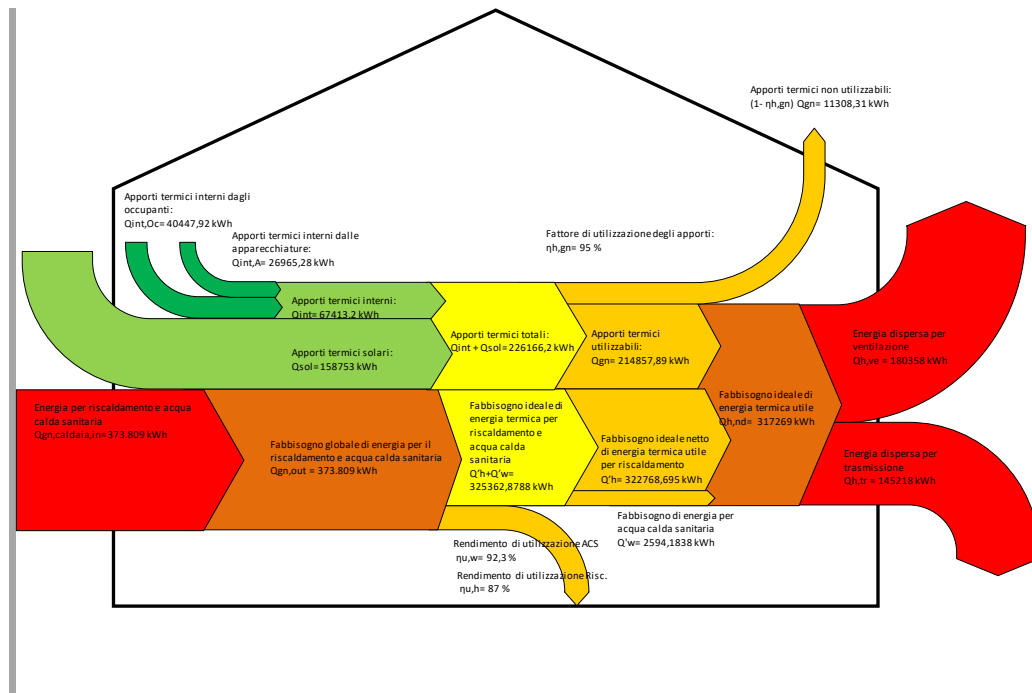 Apporti termici non utilizzabili:
(1- ηh,gn) Qgn= 11308,31 kWh
Apporti termici interni dagli
occupanti:
Qint,Oc= 40447,92 kWh
Apporti termici interni dalle
apparecchiature:
Qint,A= 26965,28 kWh
Fattore di utilizzazione degli apporti:
ηh,gn= 95 %
Apporti termici interni:
Qint= 67413,2 kWh
Apporti termici solari:
Qsol=158753 kWh
Apporti termici totali:
Qint + Qsol=226166,2 kWh
Apporti termici
utilizzabili:
Qgn= 214857,89 kWh
Energia dispersa per
ventilazione
Qh,ve = 180358 kWh
Energia per riscaldamento e acqua
calda sanitaria
Qgn,caldaia,in=373.809 kWh
Fabbisogno globale di energia per il
riscaldamento e acqua calda sanitaria
Qgn,out = 373.809 kWh
Fabbisogno ideale di
energia termica per
riscaldamento e
acqua calda
sanitaria
Q'h+Q'w=
325362,8788 kWh
Fabbisogno ideale netto
di energia termica utile
per riscaldamento
Q'h= 322768,695 kWh
Fabbisogno ideale di
energia termica utile
Qh,nd= 317269 kWh
Energia dispersa per
trasmissione
Qh,tr = 145218 kWh
Fabbisogno di energia per
acqua calda sanitaria
Q'w= 2594,1838 kWh
Rendimento di utilizzazione ACS
ηu,w= 92,3 %
Rendimento di utilizzazione Risc.
ηu,h= 87 %